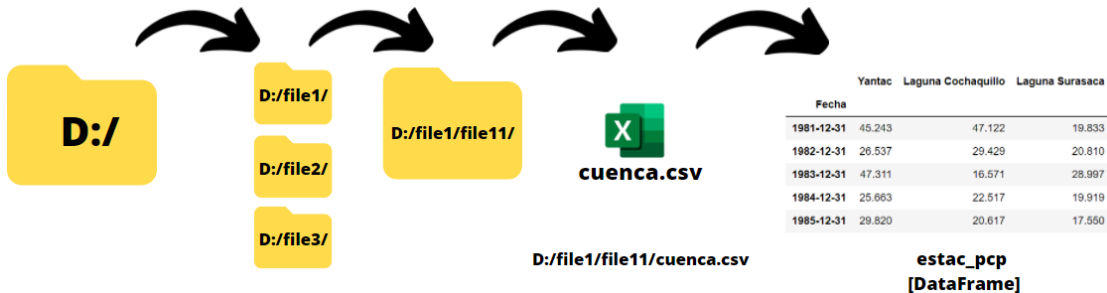 D:/
D:/file1/
D:/file2/
D:/file3/
D:/file1/file11/
X
cuenca.csv
D:/file1/file11/cuenca.csv
Yantac Laguna Cochaquillo Laguna Surasaca
Fecha
1981-12-31 45.243 47.122 19.833
1982-12-31 26.537 29.429 20.810
1983-12-31 47.311 16.571 28.997
1984-12-31 25.663 22.517 19.919
1985-12-31 29.820 20.617 17.550
estac_pcp
[DataFrame]